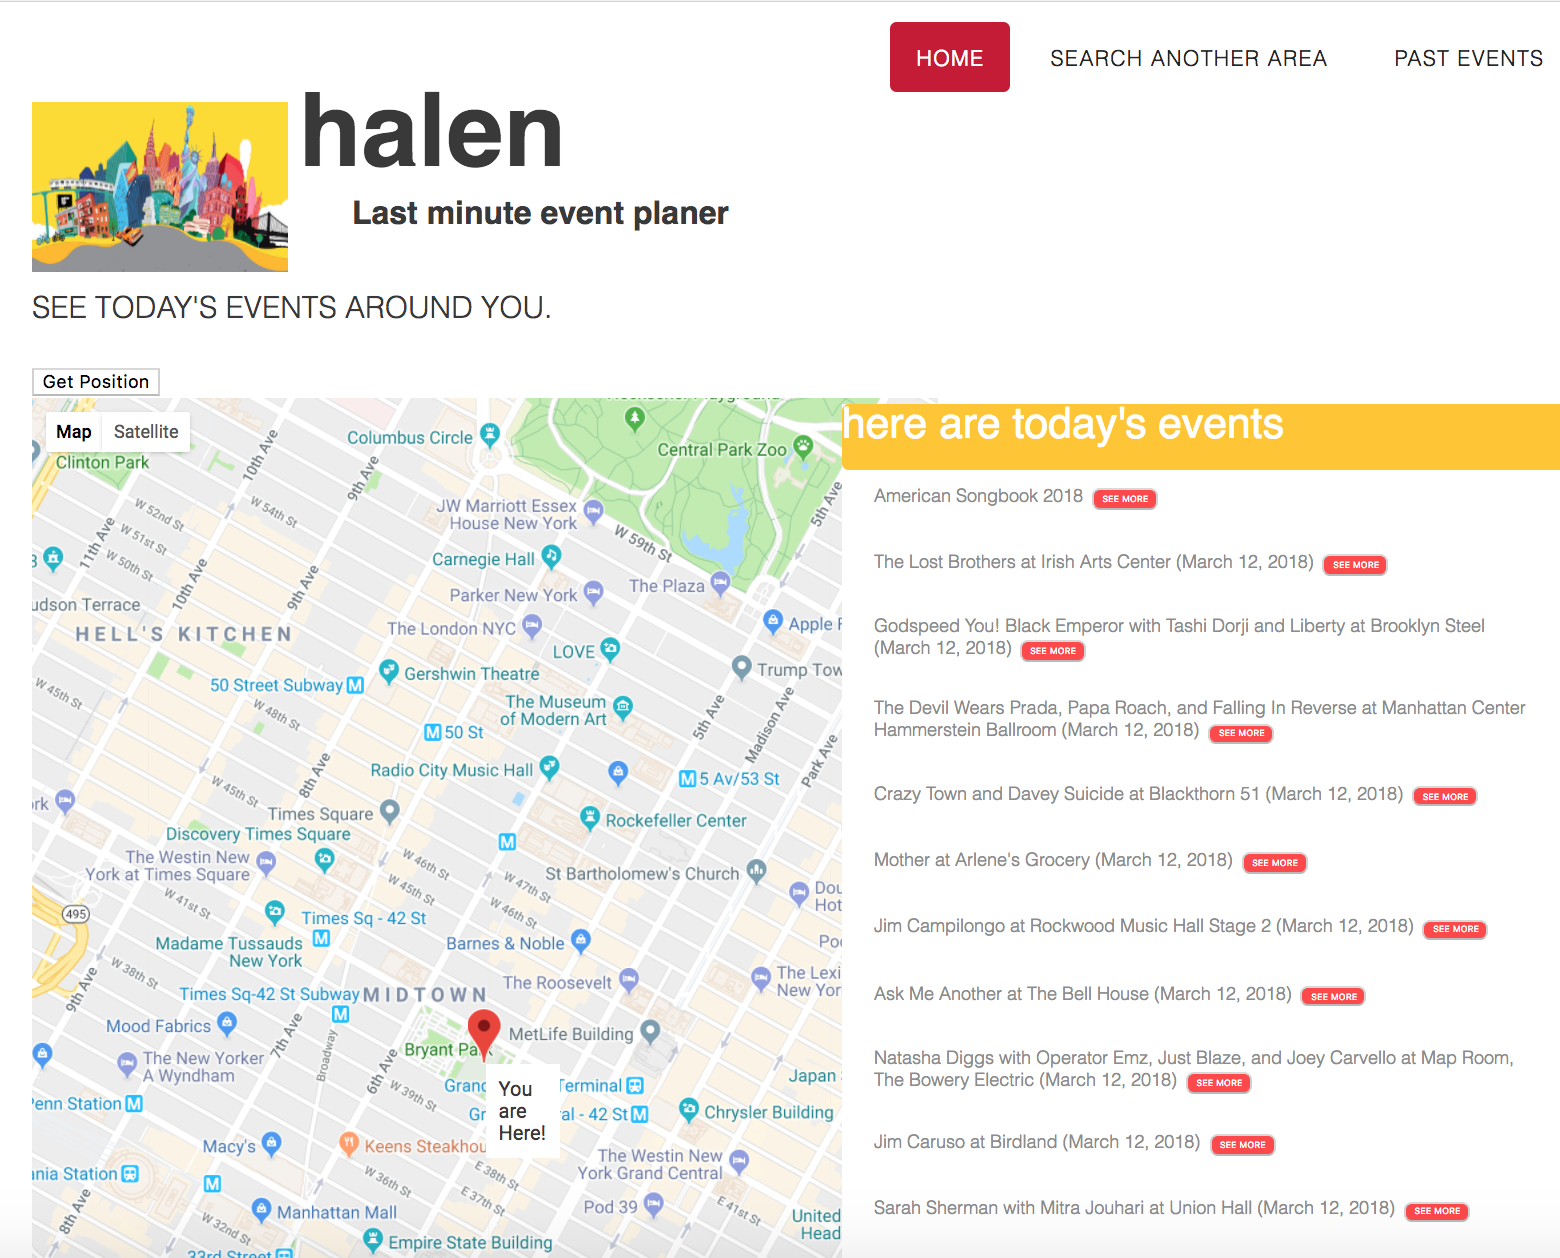 HOME
SEARCH ANOTHER AREA
PAST EVENTS
halen
Last minute event planer
SEE TODAY'S EVENTS AROUND YOU.
Get Position
Map
Satellite
Columbus Circle
Central Park Zoo
Clinton Park
10th Ave
9th Ave
W 54th St
JW Marriott Essex
House New York
5th Ave
W 52nd St
W 51st St
W 50th St
11th Ave
W 59th St
Carnegie Hall
10th Ave
9th Ave
The Plaza
Parker New York
udson Terrace
HELL'S KITCHEN
The London NYC
Apple F
LOVE
Gershwin Theatre
Trump Tow
50 Street Subway M
W 45th St
The Museum
of Modern Art
W 48th St
5th Ave
Madison Ave
Park Ave
M 50 St
Radio City Music Hall
8th Ave
M 5 Av/53 St
W 45th St
ork
Times Square
Rockefeller Center
Discovery Times Square
M
The Westin New
York at Times Square
W 46th St
W 45th St
W 47th St
W 46th St
St Bartholomew's Church
Dou
Hot
W 41st St
495
Times Sq - 42 St
M
Madame Tussauds
New York
Barnes & Noble
Po
W 38th St
9th Ave
The Roosevelt
The Lexi
New Yor
Times Sq-42 St Subway
M
MIDTOWN
Mood Fabrics
7th Ave
Broadway
MetLife Building
Bryant Park
The New Yorker
A Wyndham
6th Ave
W 39th St
Grand
Terminal
Japan S
Penn Station M
al - 42 St M
You
are
Here!
Chrysler Building
Macy's
Keens Steakhou
E 38th St
The Westin New
York Grand Central
ania Station
M
W 36th St
E 37th St
Pod 39
E 41st St
8th Ave
Manhattan Mall
United
Head
W 32nd St
Empire State Building
33rd Street
here are today's events
American Songbook 2018 SEE MORE
The Lost Brothers at Irish Arts Center (March 12, 2018) SEE MORE
Godspeed You! Black Emperor with Tashi Dorji and Liberty at Brooklyn Steel
(March 12, 2018) SEE MORE
The Devil Wears Prada, Papa Roach, and Falling In Reverse at Manhattan Center
Hammerstein Ballroom (March 12, 2018) SEE MORE
Crazy Town and Davey Suicide at Blackthorn 51 (March 12, 2018) SEE MORE
Mother at Arlene's Grocery (March 12, 2018) SEE MORE
Jim Campilongo at Rockwood Music Hall Stage 2 (March 12, 2018) SEE MORE
Ask Me Another at The Bell House (March 12, 2018) SEE MORE
Natasha Diggs with Operator Emz, Just Blaze, and Joey Carvello at Map Room,
The Bowery Electric (March 12, 2018) SEE MORE
Jim Caruso at Birdland (March 12, 2018) SEE MORE
Sarah Sherman with Mitra Jouhari at Union Hall (March 12, 2018) SEE MORE